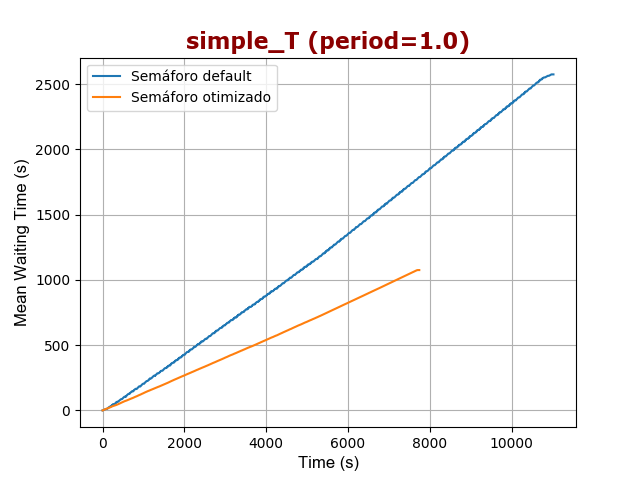 simple_T (period=1.0)
Semáforo default
Semáforo otimizado
Mean Waiting Time (s)
2500
2000
1500
1000
500
0
0 2000 4000 6000 8000 10000
Time (s)